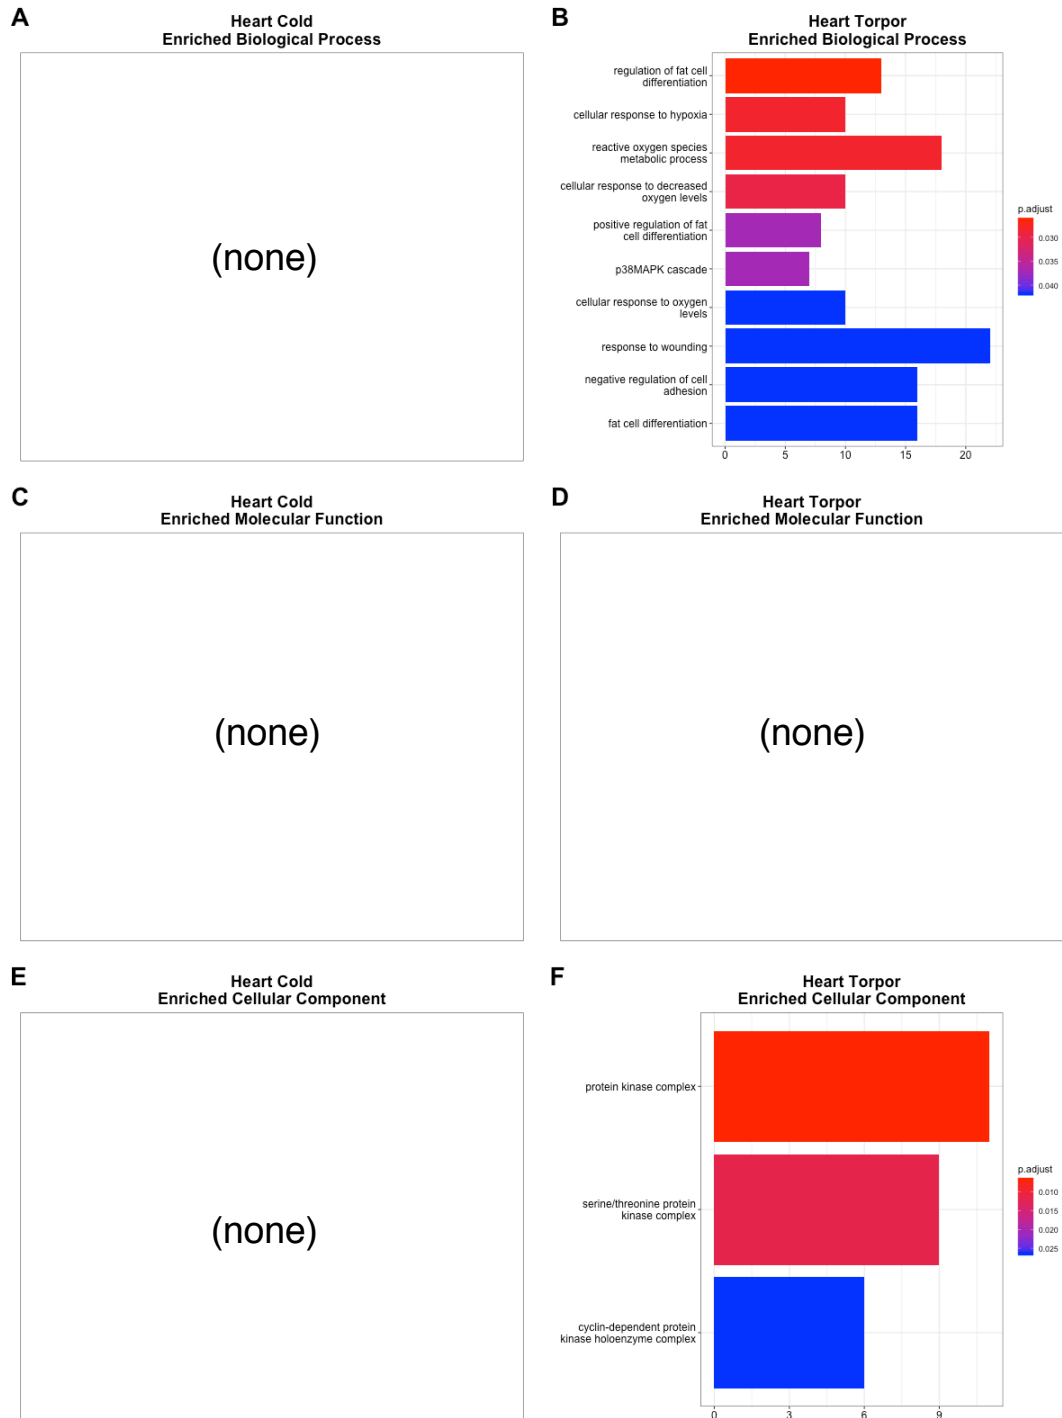 A
Heart Cold
Enriched Biological Process
(none)
B
Heart Torpor
Enriched Biological Process
regulation of fat cell
differentiation
cellular response to hypoxia
reactive oxygen species
metabolic process
cellular response to decreased
oxygen levels
positive regulation of fat
cell differentiation
p38MAPK cascade
cellular response to oxygen
levels
response to wounding
negative regulation of cell
adhesion
fat cell differentiation
0 5 10 15 20
p.adjust
0.030
0.035
0.040
C
Heart Cold
Enriched Molecular Function
(none)
D
Heart Torpor
Enriched Molecular Function
(none)
E
Heart Cold
Enriched Cellular Component
(none)
F
Heart Torpor
Enriched Cellular Component
protein kinase complex
serine/threonine protein
kinase complex
cyclin-dependent protein
kinase holoenzyme complex
0 3 6 9
p.adjust
0.010
0.015
0.020
0.025